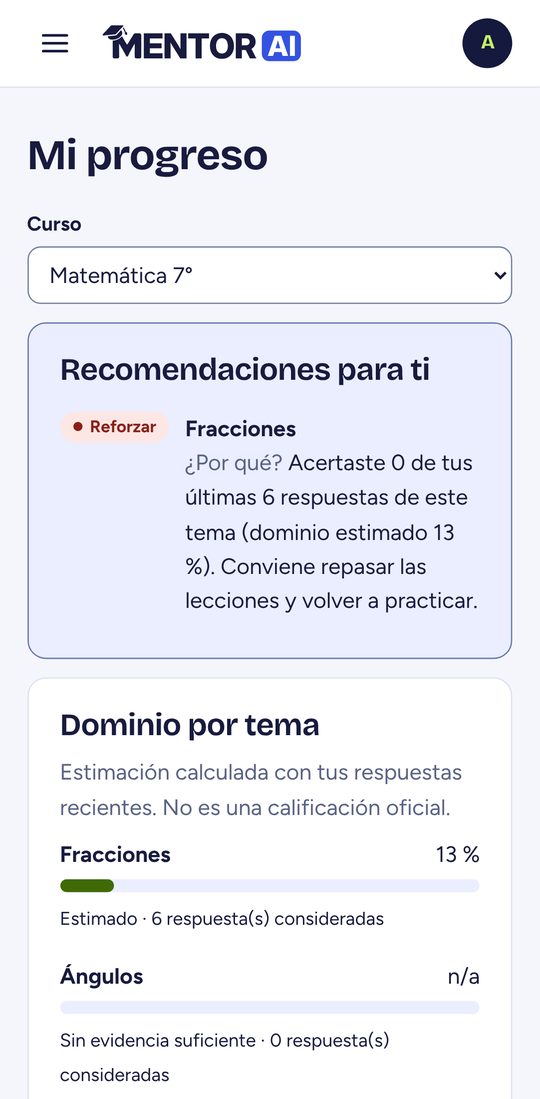 MENTOR AI
A
Mi progreso
Curso
Matemática 7°
Recomendaciones para ti
Reforzar
Fracciones
¿Por qué? Acertaste 0 de tus
últimas 6 respuestas de este
tema (dominio estimado 13
%). Conviene repasar las
lecciones y volver a practicar.
Dominio por tema
Estimación calculada con tus respuestas
recientes. No es una calificación oficial.
Fracciones 13 %
Estimado · 6 respuesta(s) consideradas
Ángulos n/a
Sin evidencia suficiente · 0 respuesta(s)
consideradas